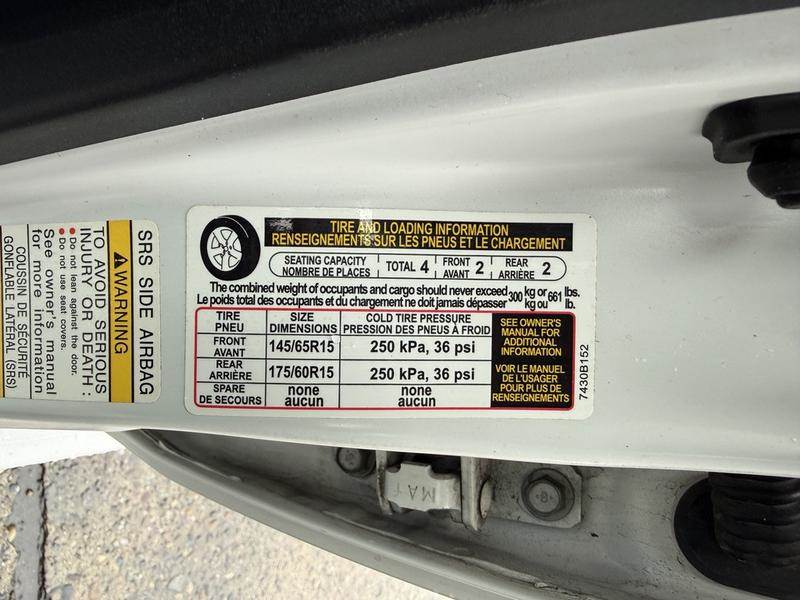 TIRE AND LOADING INFORMATION
RENSEIGNEMENTS SUR LES PNEUS ET LE CHARGEMENT
SEATING CAPACITY
NOMBRE DE PLACES
TOTAL 4
FRONT
AVANT 2
REAR
ARRIÈRE 2
The combined weight of occupants and cargo should never exceed 300 kg or 661 lbs.
Le poids total des occupants et du chargement ne doit jamais dépasser kg ou lb.
TIRE
PNEU
SIZE
DIMENSIONS
COLD TIRE PRESSURE
PRESSION DES PNEUS À FROID
FRONT
AVANT
145/65R15
250 kPa, 36 psi
REAR
ARRIÈRE
175/60R15
250 kPa, 36 psi
SPARE
DE SECOURS
none
aucun
none
aucun
SEE OWNER'S
MANUAL FOR
ADDITIONAL
INFORMATION
VOIR LE MANUEL
DE L'USAGER
POUR PLUS DE
RENSEIGNEMENTS
7430B152
SRS SIDE AIRBAG
WARNING
TO AVOID SERIOUS
INJURY OR DEATH:
Do not lean against the door.
Do not use seat covers.
See owner's manual
for more information
COUSSIN DE SÉCURITÉ
GONFLABLE LATÉRAL (SRS)
MAT
8